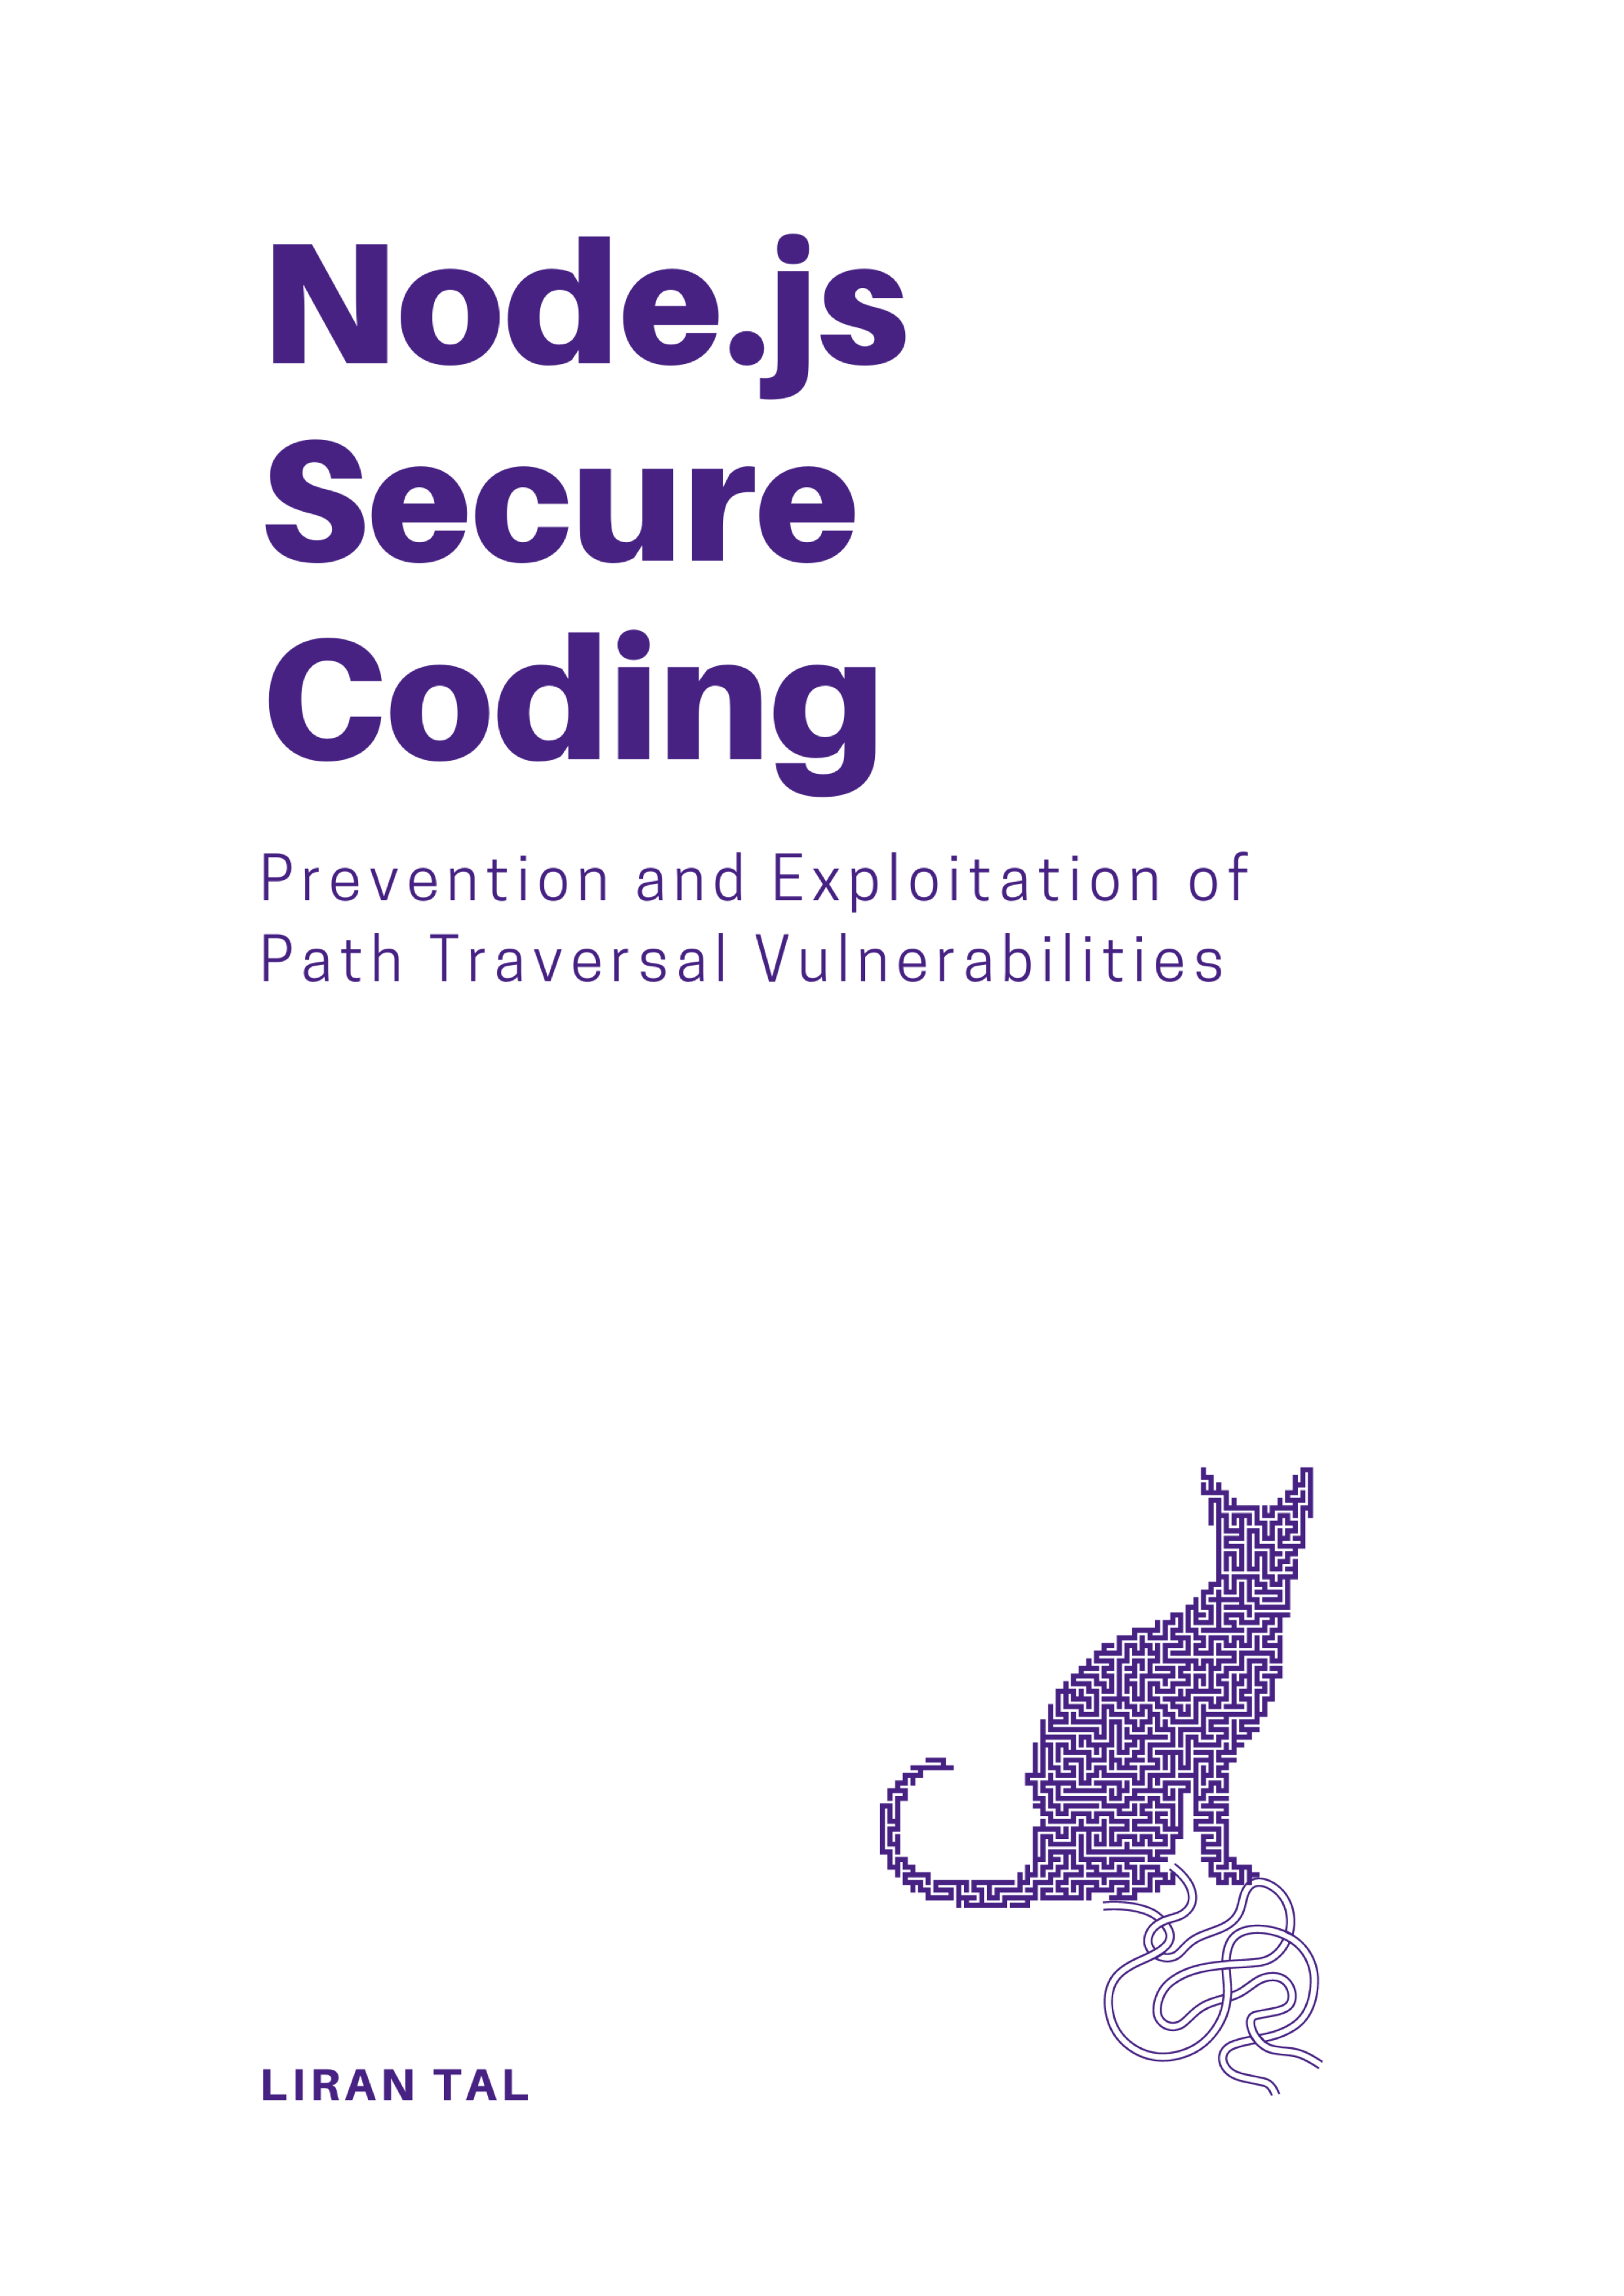 Node.js
Secure
Coding
Prevention and Exploitation of
Path Traversal Vulnerabilities
LIRAN TAL